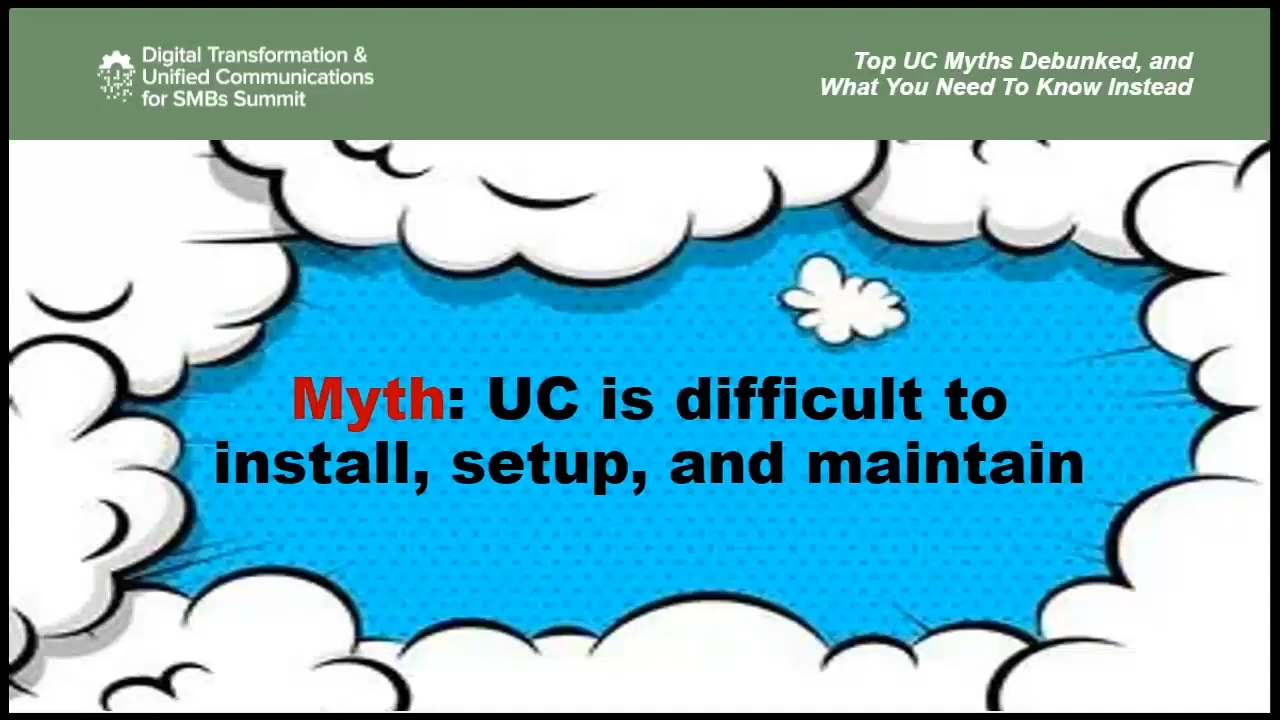 Digital Transformation &
Unified Communications
for SMBs Summit
Top UC Myths Debunked, and
What You Need To Know Instead
Myth: UC is difficult to
install, setup, and maintain